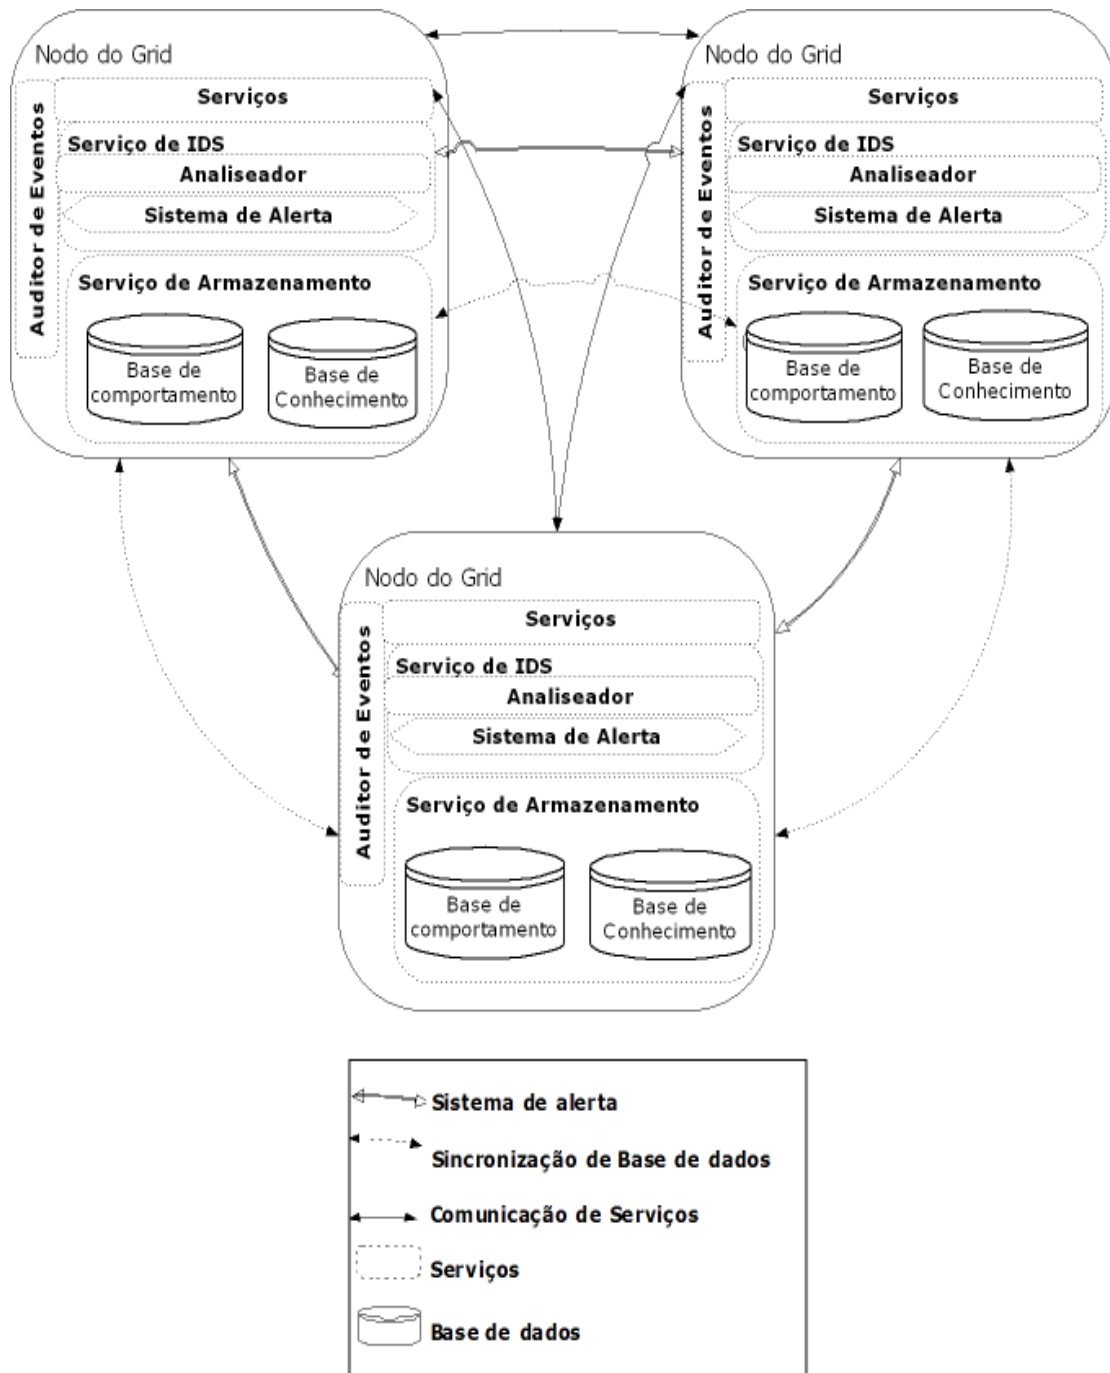 Nodo do Grid
Auditor de Eventos
Serviços
Serviço de IDS
Analiseador
Sistema de Alerta
Serviço de Armazenamento
Base de
comportamento
Base de
Conhecimento
Nodo do Grid
Auditor de Eventos
Serviços
Serviço de IDS
Analiseador
Sistema de Alerta
Serviço de Armazenamento
Base de
comportamento
Base de
Conhecimento
Nodo do Grid
Auditor de Eventos
Serviços
Serviço de IDS
Analiseador
Sistema de Alerta
Serviço de Armazenamento
Base de
comportamento
Base de
Conhecimento
Sistema de alerta
Sincronização de Base de dados
Comunicação de Serviços
Serviços
Base de dados